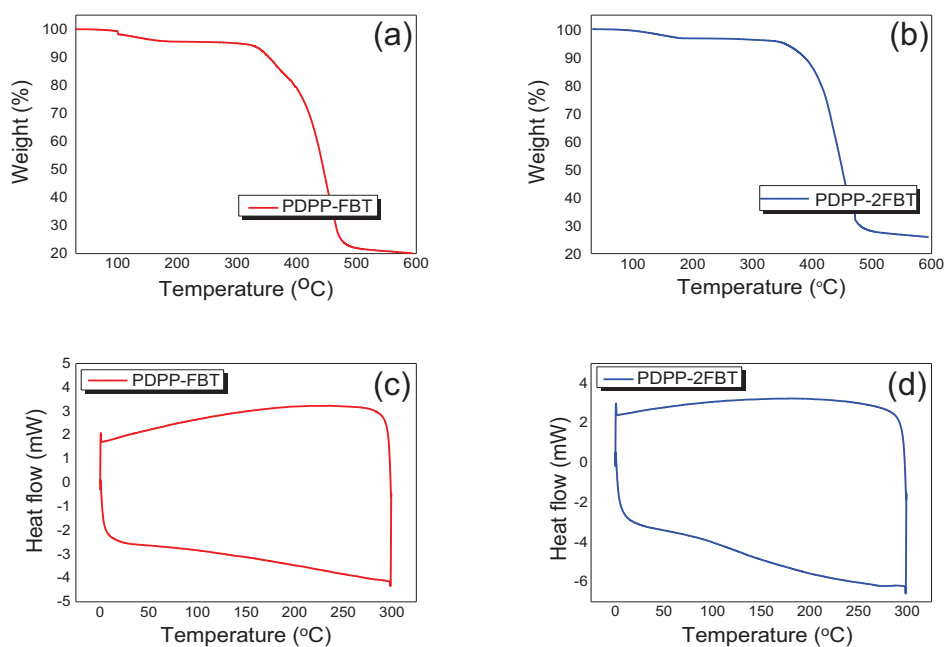 (a)
100
90
80
70
60
50
40
30
20
Weight (%)
PDPP-FBT
100 200 300 400 500 600
Temperature (OC)
(b)
100
90
80
70
60
50
40
30
20
Weight (%)
PDPP-2FBT
100 200 300 400 500 600
Temperature (oC)
(c)
PDPP-FBT
5
4
3
2
1
0
-1
-2
-3
-4
-5
Heat flow (mW)
0 50 100 150 200 250 300
Temperature (oC)
(d)
PDPP-2FBT
4
2
0
-2
-4
-6
Heat flow (mW)
0 50 100 150 200 250 300
Temperature (oC)